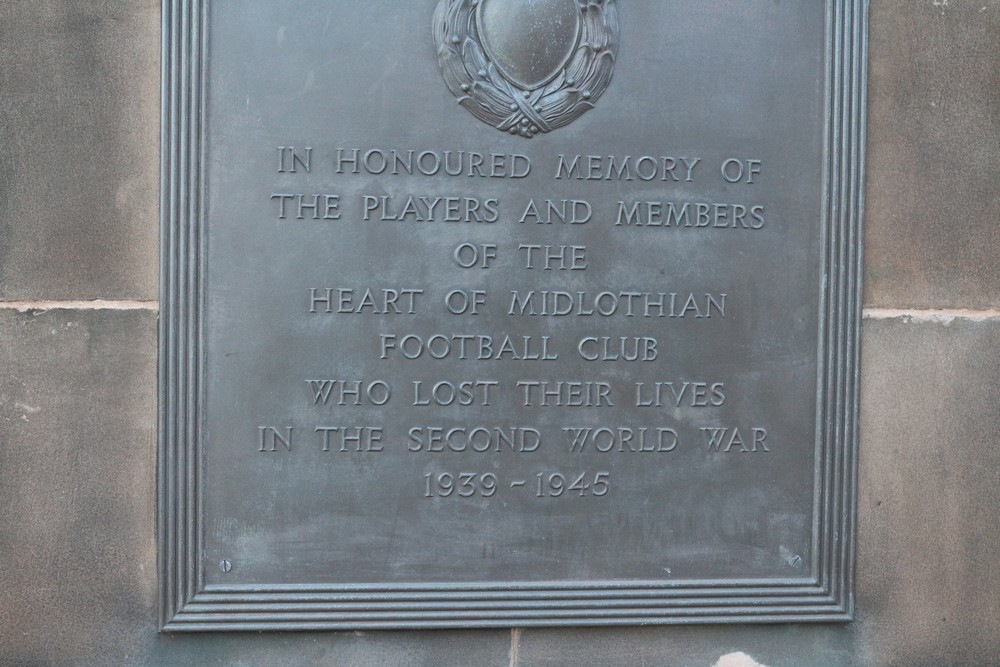 IN HONOURED MEMORY OF
THE PLAYERS AND MEMBERS
OF THE
HEART OF MIDLOTHIAN
FOOTBALL CLUB
WHO LOST THEIR LIVES
IN THE SECOND WORLD WAR
1939 ~ 1945